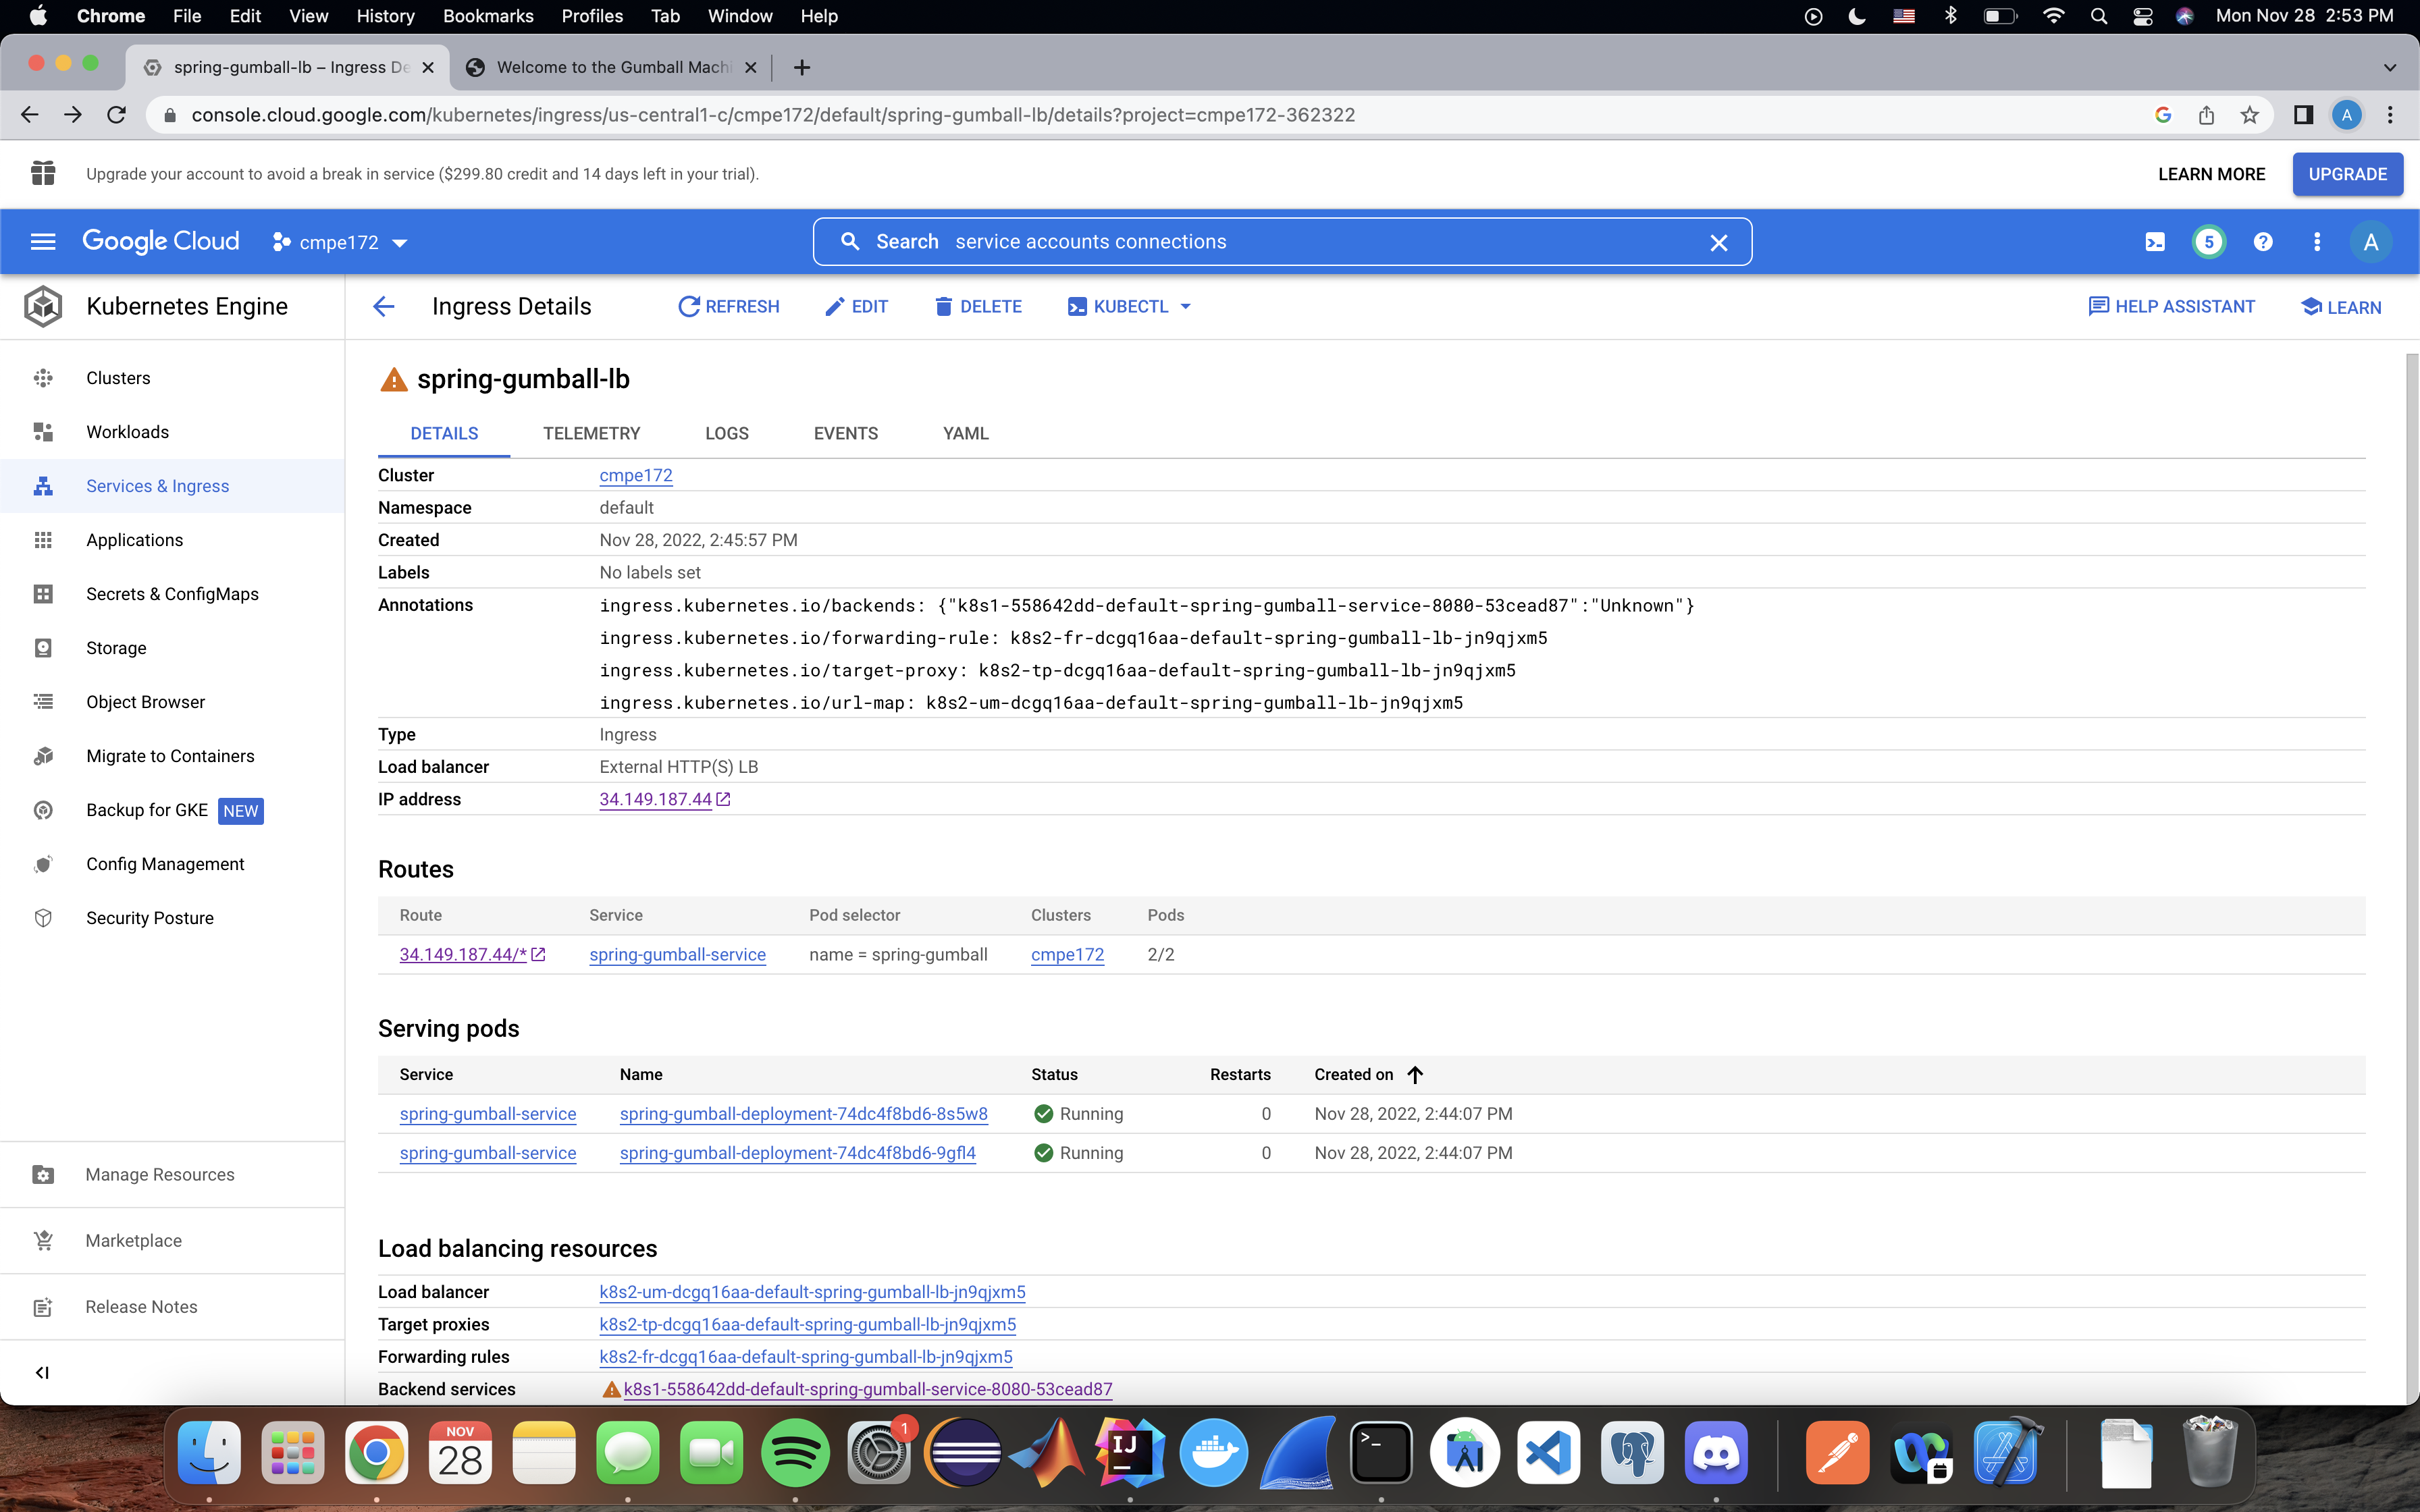 Chrome File Edit View History Bookmarks Profiles Tab Window Help Mon Nov 28 2:53 PM
spring-gumball-lb – Ingress De Welcome to the Gumball Machi
console.cloud.google.com/kubernetes/ingress/us-central1-c/cmpe172/default/spring-gumball-lb/details?project=cmpe172-362322 A
Upgrade your account to avoid a break in service ($299.80 credit and 14 days left in your trial). LEARN MORE UPGRADE
Google Cloud cmpe172 Search service accounts connections 5 ? A
Kubernetes Engine Ingress Details REFRESH EDIT DELETE KUBECTL HELP ASSISTANT LEARN
Clusters
Workloads
Services & Ingress
Applications
Secrets & ConfigMaps
Storage
Object Browser
Migrate to Containers
Backup for GKE NEW
Config Management
Security Posture
Manage Resources
Marketplace
Release Notes
spring-gumball-lb
DETAILS TELEMETRY LOGS EVENTS YAML
Cluster cmpe172
Namespace default
Created Nov 28, 2022, 2:45:57 PM
Labels No labels set
Annotations ingress.kubernetes.io/backends: {"k8s1-558642dd-default-spring-gumball-service-8080-53cead87":"Unknown"}
ingress.kubernetes.io/forwarding-rule: k8s2-fr-dcgq16aa-default-spring-gumball-lb-jn9qjxm5
ingress.kubernetes.io/target-proxy: k8s2-tp-dcgq16aa-default-spring-gumball-lb-jn9qjxm5
ingress.kubernetes.io/url-map: k8s2-um-dcgq16aa-default-spring-gumball-lb-jn9qjxm5
Type Ingress
Load balancer External HTTP(S) LB
IP address 34.149.187.44
Routes
Route Service Pod selector Clusters Pods
34.149.187.44/* spring-gumball-service name = spring-gumball cmpe172 2/2
Serving pods
Service Name Status Restarts Created on
spring-gumball-service spring-gumball-deployment-74dc4f8bd6-8s5w8 Running 0 Nov 28, 2022, 2:44:07 PM
spring-gumball-service spring-gumball-deployment-74dc4f8bd6-9gfl4 Running 0 Nov 28, 2022, 2:44:07 PM
Load balancing resources
Load balancer k8s2-um-dcgq16aa-default-spring-gumball-lb-jn9qjxm5
Target proxies k8s2-tp-dcgq16aa-default-spring-gumball-lb-jn9qjxm5
Forwarding rules k8s2-fr-dcgq16aa-default-spring-gumball-lb-jn9qjxm5
Backend services k8s1-558642dd-default-spring-gumball-service-8080-53cead87
NOV
28
1
IJ
>_